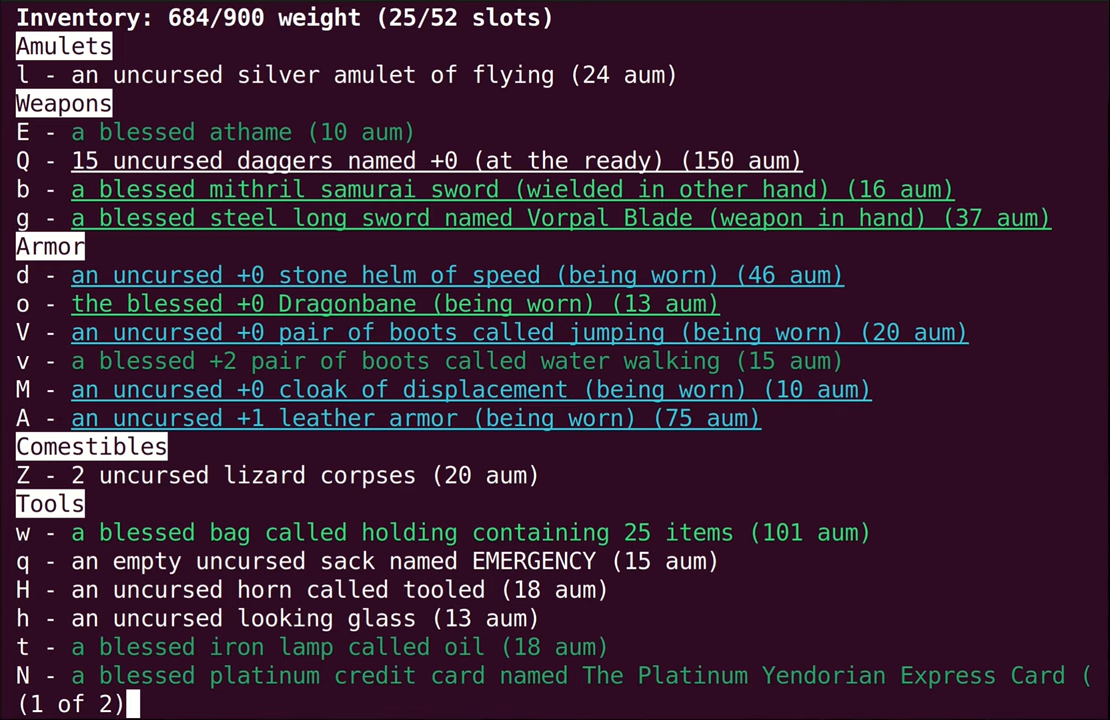 Inventory: 684/900 weight (25/52 slots)
Amulets
l - an uncursed silver amulet of flying (24 aum)
Weapons
E - a blessed athame (10 aum)
Q - 15 uncursed daggers named +0 (at the ready) (150 aum)
b - a blessed mithril samurai sword (wielded in other hand) (16 aum)
g - a blessed steel long sword named Vorpal Blade (weapon in hand) (37 aum)
Armor
d - an uncursed +0 stone helm of speed (being worn) (46 aum)
o - the blessed +0 Dragonbane (being worn) (13 aum)
V - an uncursed +0 pair of boots called jumping (being worn) (20 aum)
v - a blessed +2 pair of boots called water walking (15 aum)
M - an uncursed +0 cloak of displacement (being worn) (10 aum)
A - an uncursed +1 leather armor (being worn) (75 aum)
Comestibles
Z - 2 uncursed lizard corpses (20 aum)
Tools
w - a blessed bag called holding containing 25 items (101 aum)
q - an empty uncursed sack named EMERGENCY (15 aum)
H - an uncursed horn called tooled (18 aum)
h - an uncursed looking glass (13 aum)
t - a blessed iron lamp called oil (18 aum)
N - a blessed platinum credit card named The Platinum Yendorian Express Card (
(1 of 2)